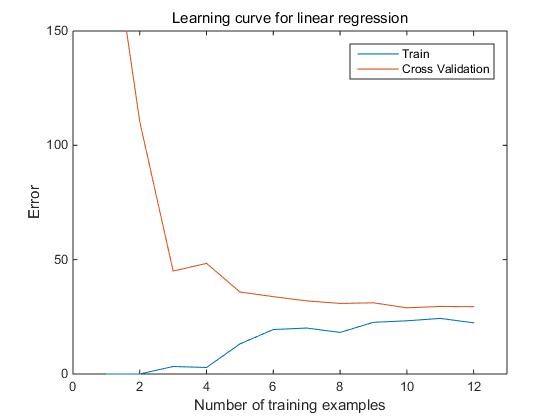 Learning curve for linear regression
150
Train
Cross Validation
100
Error
50
0
0 2 4 6 8 10 12
Number of training examples